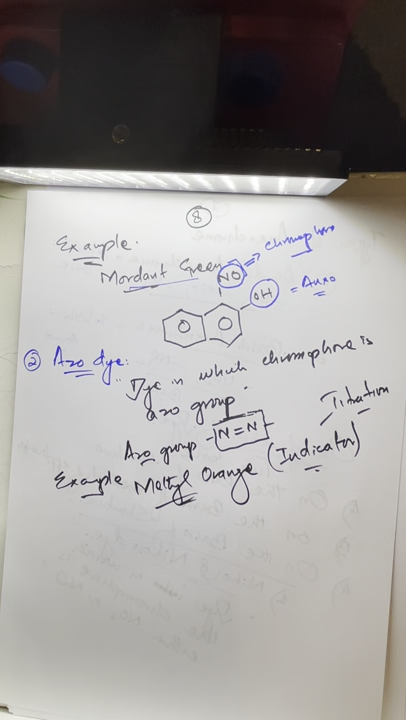 8
Example.
Mordant Green
NO => chromophore
OH = Auxo
② Azo dye:
"Dye in which chromophore is
azo group.
Azo group -N=N-
Example Methyl Orange (Indicator)
Titration